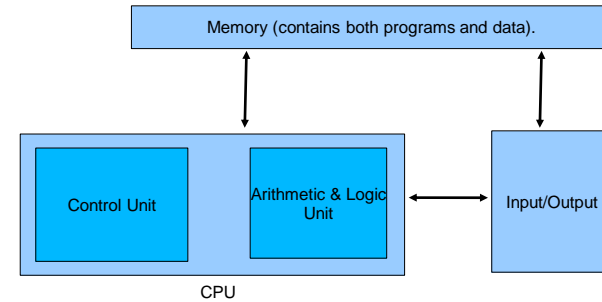 Memory (contains both programs and data).
Control Unit
Arithmetic & Logic
Unit
Input/Output
CPU